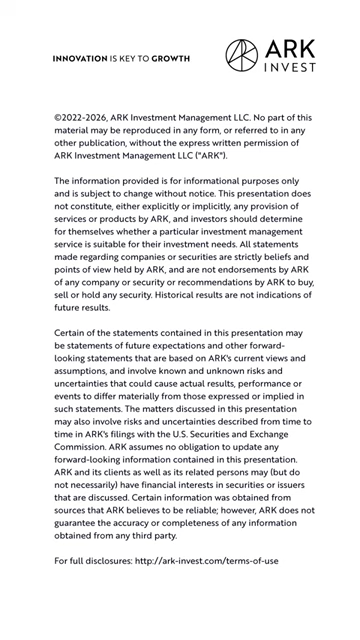 INNOVATION IS KEY TO GROWTH
ARK
INVEST
©2022-2026, ARK Investment Management LLC. No part of this
material may be reproduced in any form, or referred to in any
other publication, without the express written permission of
ARK Investment Management LLC ("ARK").
The information provided is for informational purposes only
and is subject to change without notice. This presentation does
not constitute, either explicitly or implicitly, any provision of
services or products by ARK, and investors should determine
for themselves whether a particular investment management
service is suitable for their investment needs. All statements
made regarding companies or securities are strictly beliefs and
points of view held by ARK, and are not endorsements by ARK
of any company or security or recommendations by ARK to buy,
sell or hold any security. Historical results are not indications of
future results.
Certain of the statements contained in this presentation may
be statements of future expectations and other forward-
looking statements that are based on ARK's current views and
assumptions, and involve known and unknown risks and
uncertainties that could cause actual results, performance or
events to differ materially from those expressed or implied in
such statements. The matters discussed in this presentation
may also involve risks and uncertainties described from time to
time in ARK's filings with the U.S. Securities and Exchange
Commission. ARK assumes no obligation to update any
forward-looking information contained in this presentation.
ARK and its clients as well as its related persons may (but do
not necessarily) have financial interests in securities or issuers
that are discussed. Certain information was obtained from
sources that ARK believes to be reliable; however, ARK does not
guarantee the accuracy or completeness of any information
obtained from any third party.
For full disclosures: http://ark-invest.com/terms-of-use